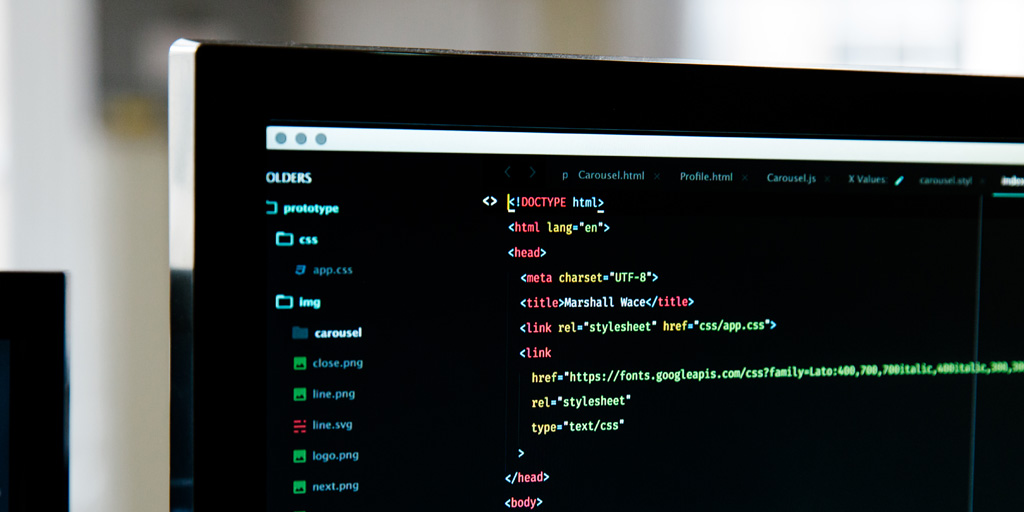 OLDERS
prototype
css
app.css
img
carousel
close.png
line.png
line.svg
logo.png
next.png
p Carousel.html × Profile.html × Carousel.js × X Values carousel.styl × index
<> <!DOCTYPE html>
<html lang="en">
<head>
<meta charset="UTF-8">
<title>Marshall Wace</title>
<link rel="stylesheet" href="css/app.css">
<link
href="https://fonts.googleapis.com/css?family=Lato:400,700,700italic,400italic,300,30
rel="stylesheet"
type="text/css"
>
</head>
<body>